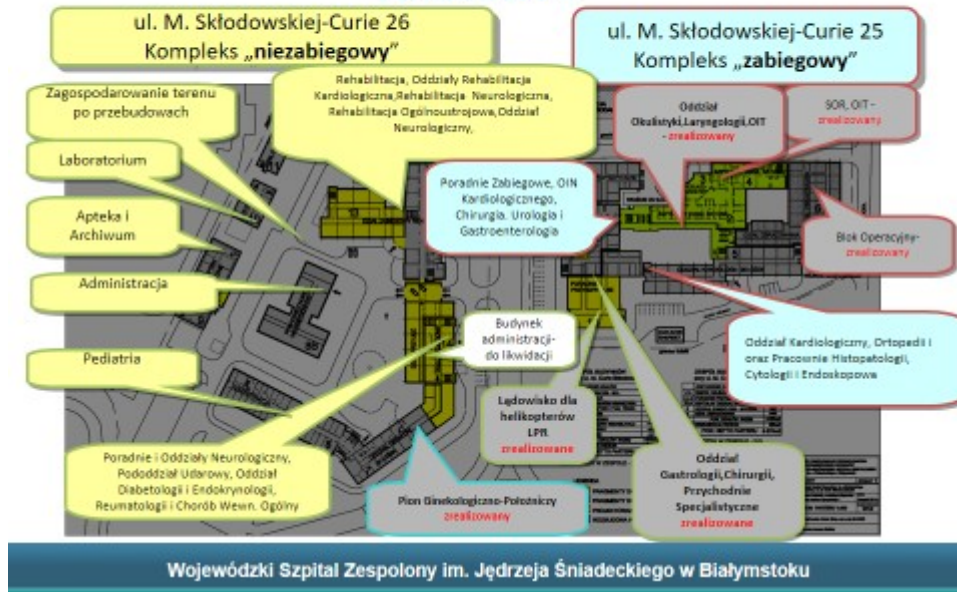 ul. M. Skłodowskiej-Curie 26
Kompleks „niezabiegowy”
ul. M. Skłodowskiej-Curie 25
Kompleks „zabiegowy”
Zagospodarowanie terenu
po przebudowach
Rehabilitacja, Oddziały Rehabilitacja
Kardiologiczna,Rehabilitacja Neurologiczna,
Rehabilitacja Ogólnoustrojowa,Oddział
Neurologiczny,
Oddział
Okulistyki,Laryngologii,OIT
- zrealizowany
SOR, OIT -
zrealizowany
Laboratorium
Poradnie Zabiegowe, OIN
Kardiologicznego,
Chirurgia, Urologia i
Gastroenterologia
Apteka i
Archiwum
Blok Operacyjny-
zrealizowany
Administracja
Budynek
administracji-
do likwidacji
Oddział Kardiologiczny, Ortopedii i
oraz Pracownie Histopatologii,
Cytologii i Endoskopowa
Pediatria
Lądowisko dla
helikopterów
LPR
zrealizowane
Poradnie i Oddziały Neurologiczny,
Pododdział Udarowy, Oddział
Diabetologii i Endokrynologii,
Reumatologii i Chorób Wewn. Ogólny
Oddział
Gastrologii,Chirurgii,
Przychodnie
Specjalistyczne
zrealizowane
Pion Ginekologiczno-Położniczy
zrealizowany
Wojewódzki Szpital Zespolony im. Jędrzeja Śniadeckiego w Białymstoku